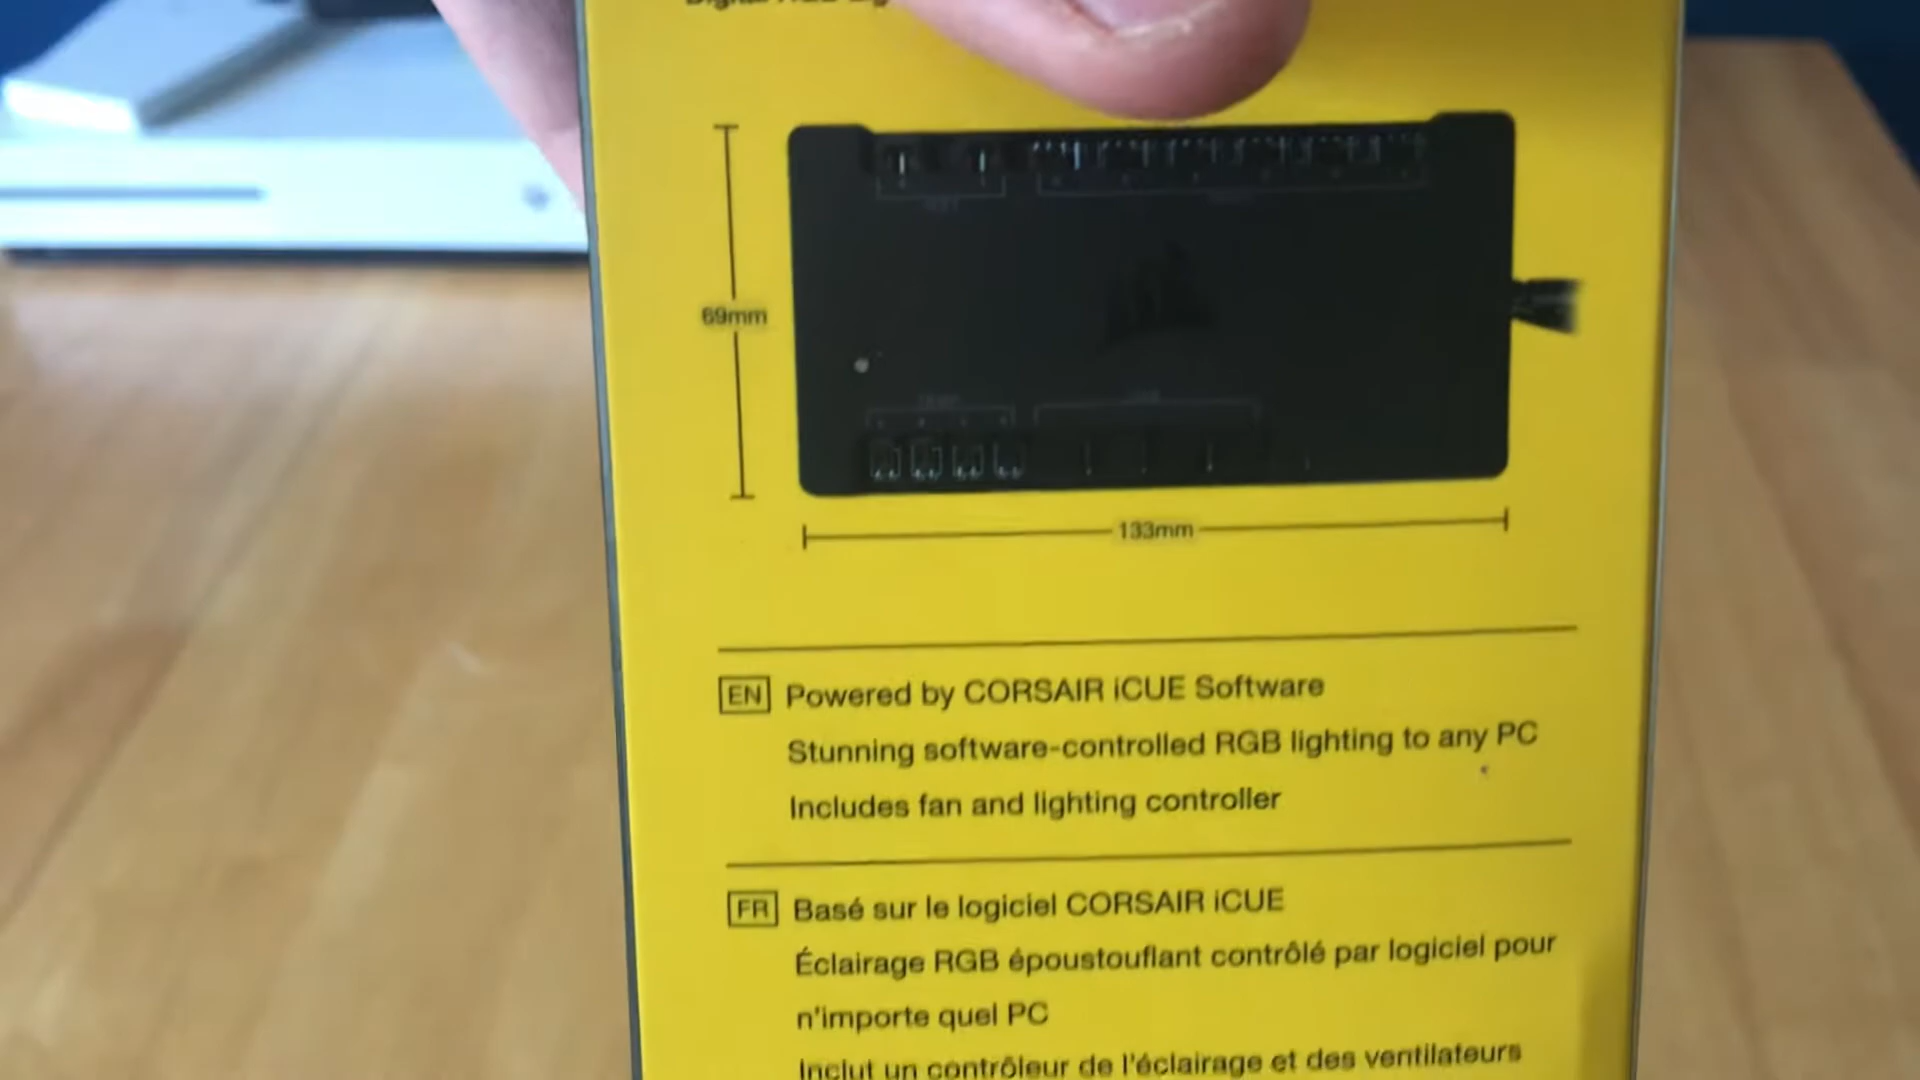 69mm
133mm
EN Powered by CORSAIR iCUE Software
Stunning software-controlled RGB lighting to any PC
Includes fan and lighting controller
FR Basé sur le logiciel CORSAIR iCUE
Éclairage RGB époustouflant contrôlé par logiciel pour
n'importe quel PC
Inclut un contrôleur de l'éclairage et des ventilateurs